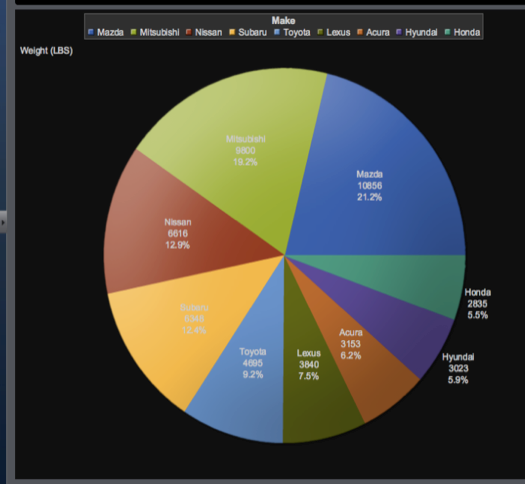 Make
Mazda Mitsubishi Nissan Subaru Toyota Lexus Acura Hyundai Honda
Weight (LBS)
Mitsubishi
9800
19.2%
Mazda
10856
21.2%
Nissan
6616
12.9%
Honda
2835
5.5%
Subaru
12.4%
Acura
3153
6.2%
Toyota
4695
9.2%
Lexus
3840
7.5%
Hyundai
3023
5.9%